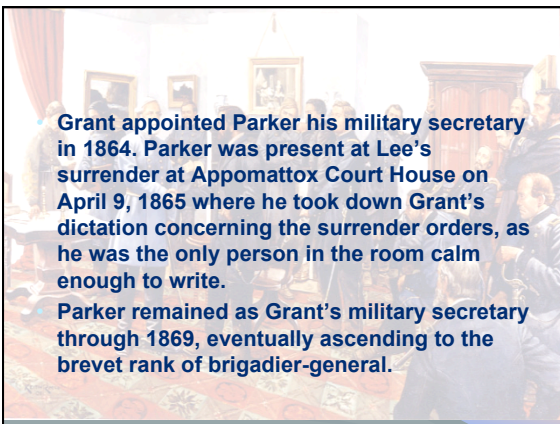 Grant appointed Parker his military secretary
in 1864. Parker was present at Lee's
surrender at Appomattox Court House on
April 9, 1865 where he took down Grant's
dictation concerning the surrender orders, as
he was the only person in the room calm
enough to write.
Parker remained as Grant's military secretary
through 1869, eventually ascending to the
brevet rank of brigadier-general.